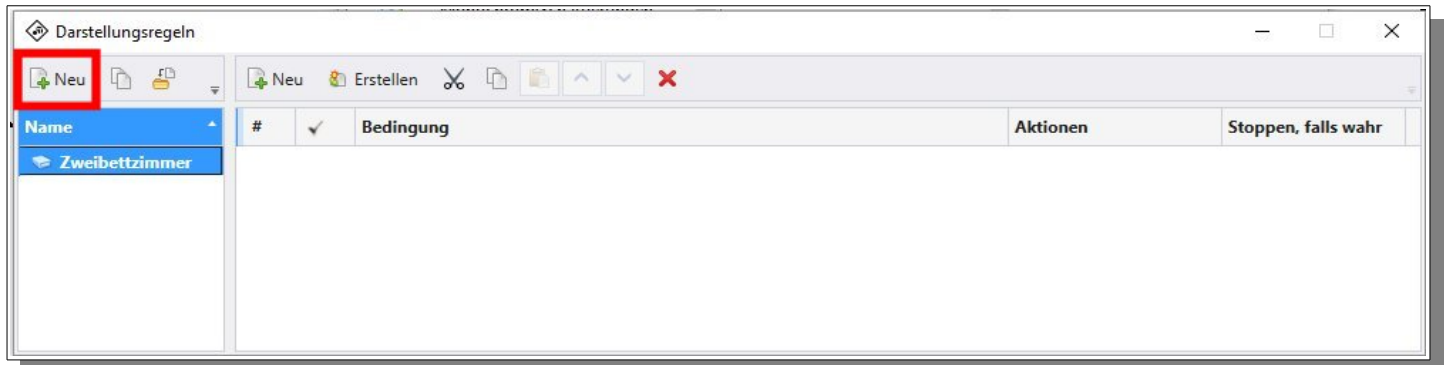 Darstellungsregeln
Neu Neu Erstellen
Name # Bedingung Aktionen Stoppen, falls wahr
Zweibettzimmer